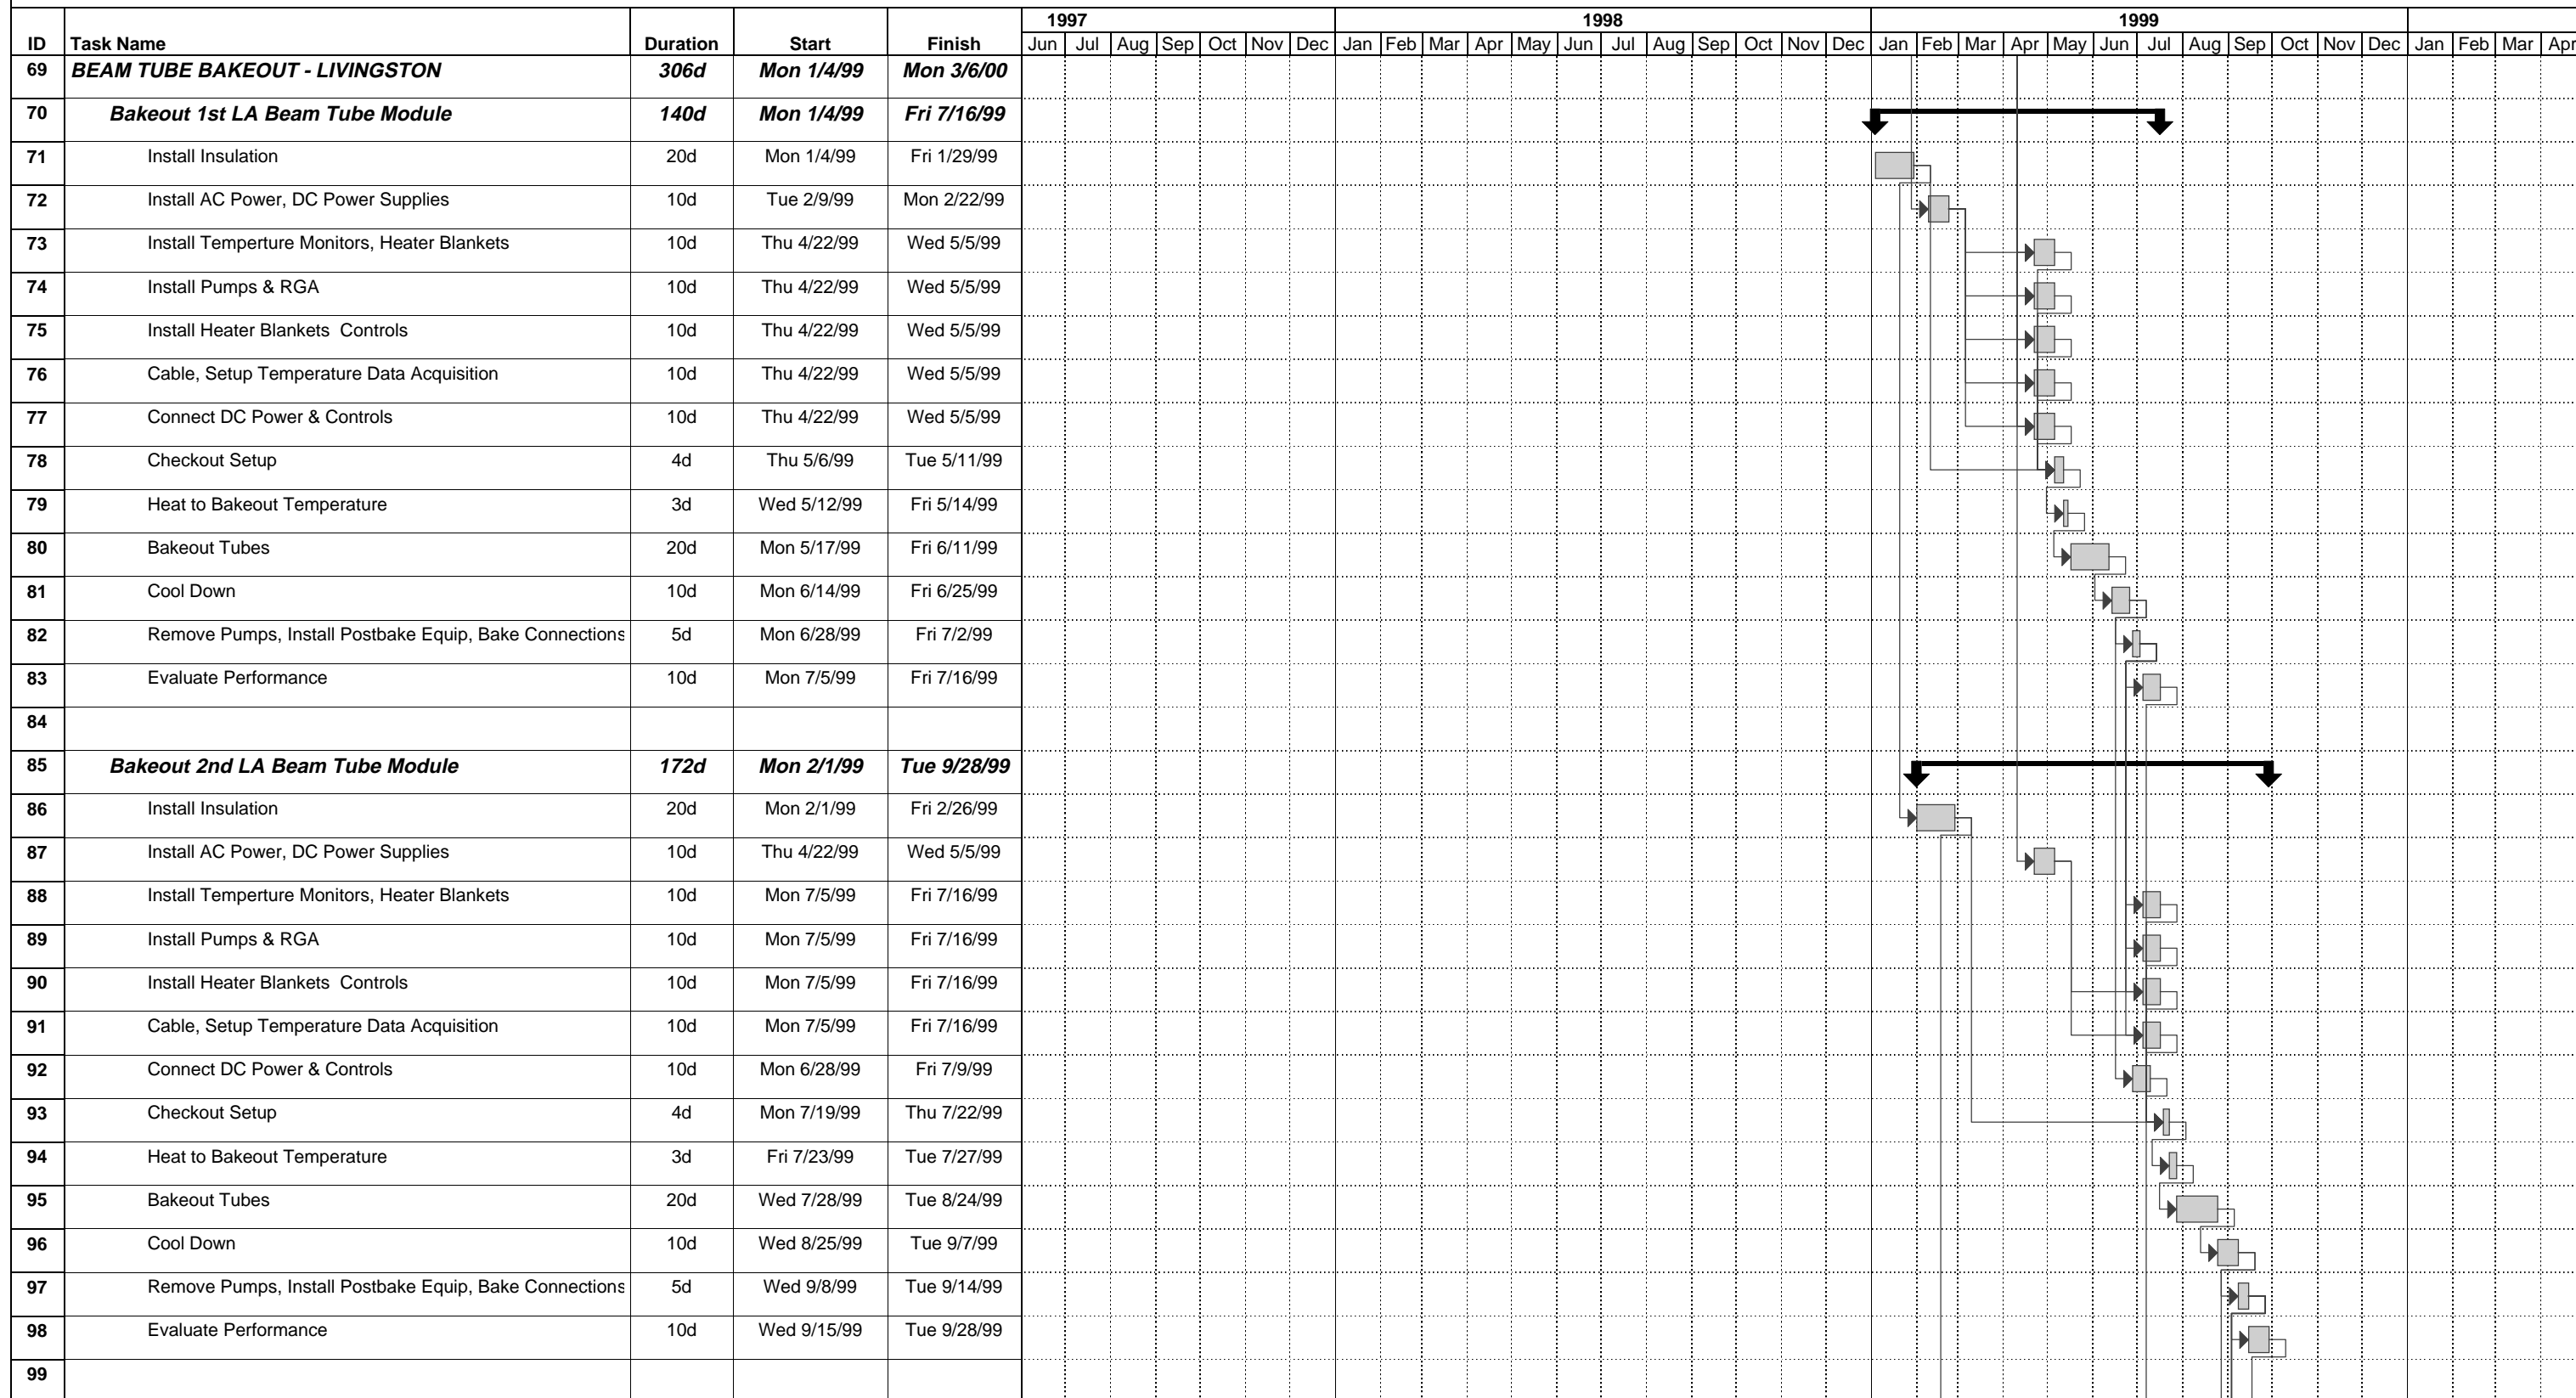 1997 1998 1999
ID Task Name Duration Start Finish Jun Jul Aug Sep Oct Nov Dec Jan Feb Mar Apr May Jun Jul Aug Sep Oct Nov Dec Jan Feb Mar Apr May Jun Jul Aug Sep Oct Nov Dec Jan Feb Mar Apr
69 BEAM TUBE BAKEOUT - LIVINGSTON 306d Mon 1/4/99 Mon 3/6/00
70 Bakeout 1st LA Beam Tube Module 140d Mon 1/4/99 Fri 7/16/99
71 Install Insulation 20d Mon 1/4/99 Fri 1/29/99
72 Install AC Power, DC Power Supplies 10d Tue 2/9/99 Mon 2/22/99
73 Install Temperture Monitors, Heater Blankets 10d Thu 4/22/99 Wed 5/5/99
74 Install Pumps & RGA 10d Thu 4/22/99 Wed 5/5/99
75 Install Heater Blankets Controls 10d Thu 4/22/99 Wed 5/5/99
76 Cable, Setup Temperature Data Acquisition 10d Thu 4/22/99 Wed 5/5/99
77 Connect DC Power & Controls 10d Thu 4/22/99 Wed 5/5/99
78 Checkout Setup 4d Thu 5/6/99 Tue 5/11/99
79 Heat to Bakeout Temperature 3d Wed 5/12/99 Fri 5/14/99
80 Bakeout Tubes 20d Mon 5/17/99 Fri 6/11/99
81 Cool Down 10d Mon 6/14/99 Fri 6/25/99
82 Remove Pumps, Install Postbake Equip, Bake Connections 5d Mon 6/28/99 Fri 7/2/99
83 Evaluate Performance 10d Mon 7/5/99 Fri 7/16/99
84
85 Bakeout 2nd LA Beam Tube Module 172d Mon 2/1/99 Tue 9/28/99
86 Install Insulation 20d Mon 2/1/99 Fri 2/26/99
87 Install AC Power, DC Power Supplies 10d Thu 4/22/99 Wed 5/5/99
88 Install Temperture Monitors, Heater Blankets 10d Mon 7/5/99 Fri 7/16/99
89 Install Pumps & RGA 10d Mon 7/5/99 Fri 7/16/99
90 Install Heater Blankets Controls 10d Mon 7/5/99 Fri 7/16/99
91 Cable, Setup Temperature Data Acquisition 10d Mon 7/5/99 Fri 7/16/99
92 Connect DC Power & Controls 10d Mon 6/28/99 Fri 7/9/99
93 Checkout Setup 4d Mon 7/19/99 Thu 7/22/99
94 Heat to Bakeout Temperature 3d Fri 7/23/99 Tue 7/27/99
95 Bakeout Tubes 20d Wed 7/28/99 Tue 8/24/99
96 Cool Down 10d Wed 8/25/99 Tue 9/7/99
97 Remove Pumps, Install Postbake Equip, Bake Connections 5d Wed 9/8/99 Tue 9/14/99
98 Evaluate Performance 10d Wed 9/15/99 Tue 9/28/99
99